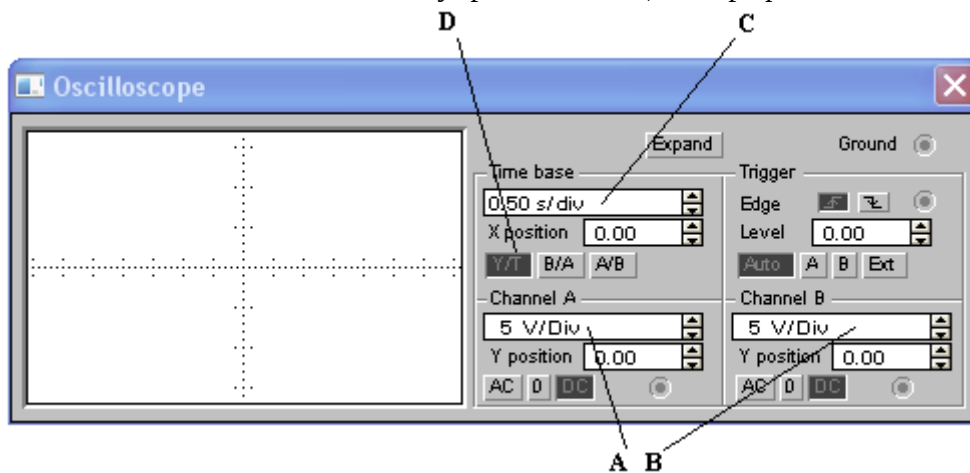 D C
Oscilloscope
Expand Ground
Time base Trigger
0.50 s/div Edge
X position 0.00 Level 0.00
Y/T B/A A/B Auto A B Ext
Channel A Channel B
5 V/Div 5 V/Div
Y position 0.00 Y position 0.00
AC 0 DC AC 0 DC
A B